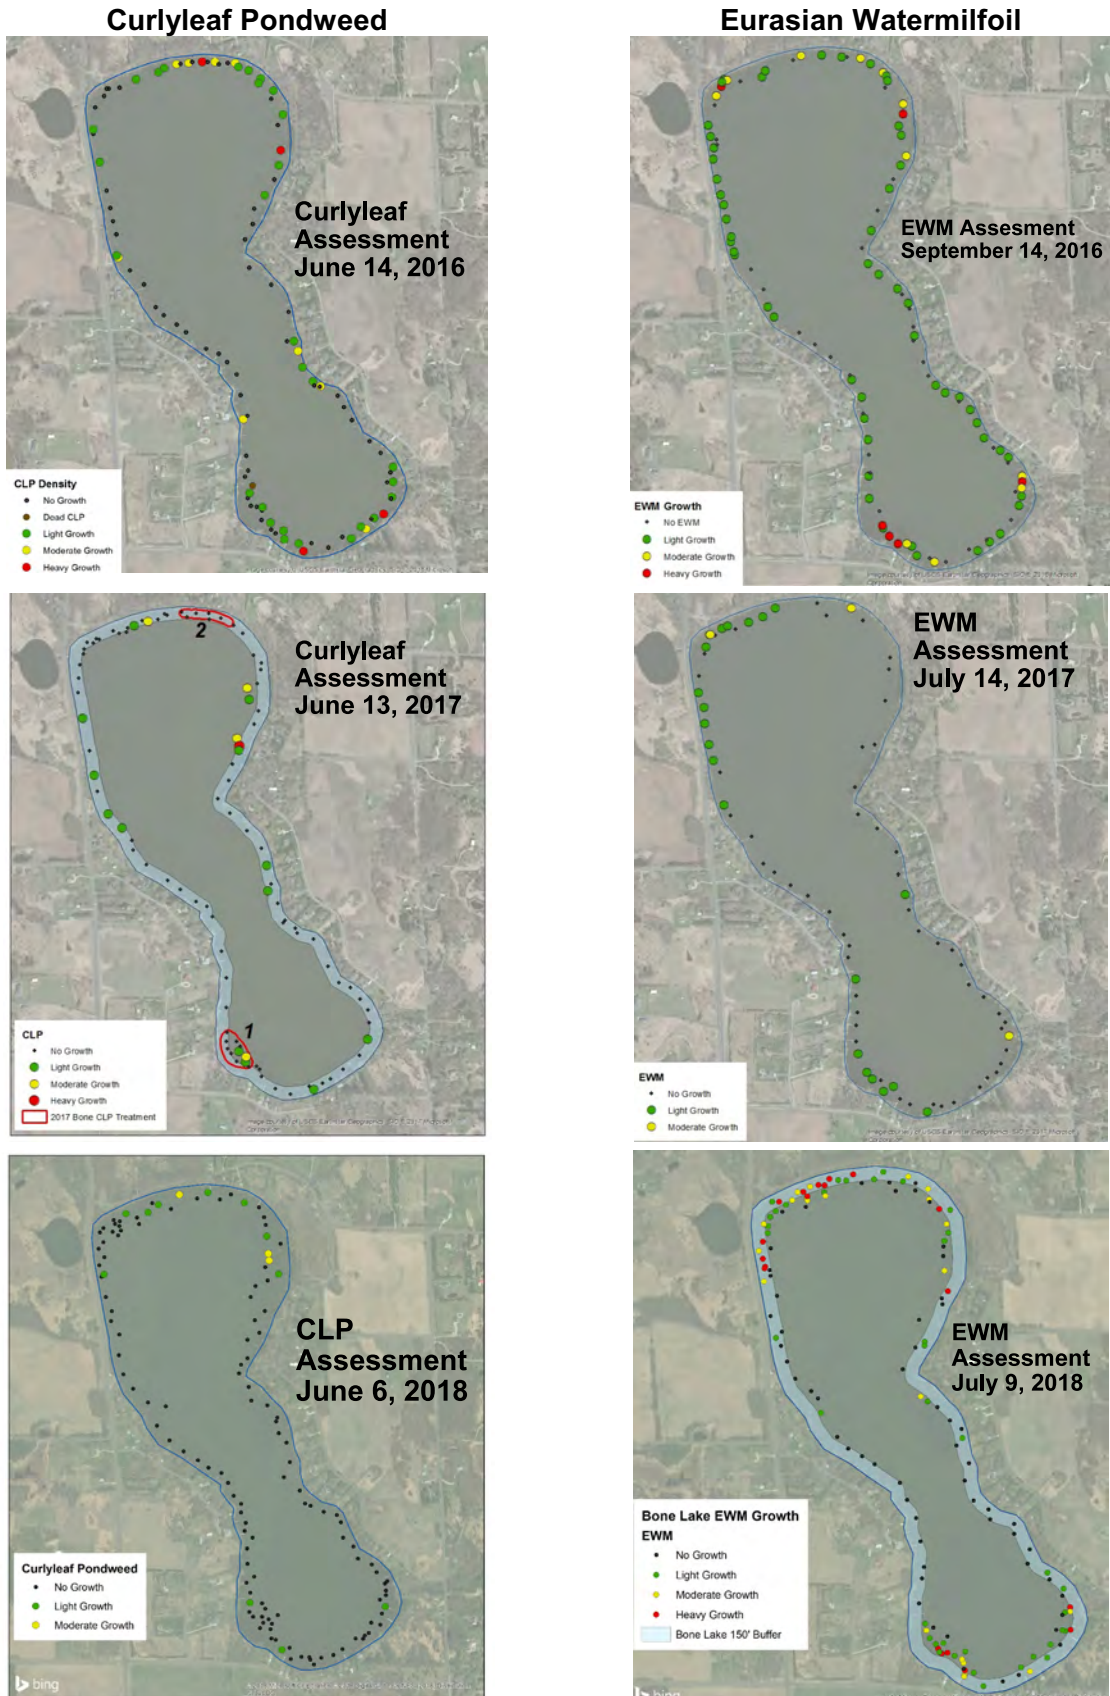 Curlyleaf Pondweed
Eurasian Watermilfoil
Curlyleaf
Assessment
June 14, 2016
CLP Density
No Growth
Dead CLP
Light Growth
Moderate Growth
Heavy Growth
EWM Assesment
September 14, 2016
EWM Growth
No EWM
Light Growth
Moderate Growth
Heavy Growth
2
Curlyleaf
Assessment
June 13, 2017
1
CLP
No Growth
Light Growth
Moderate Growth
Heavy Growth
2017 Bone CLP Treatment
EWM
Assessment
July 14, 2017
EWM
No Growth
Light Growth
Moderate Growth
CLP
Assessment
June 6, 2018
Curlyleaf Pondweed
No Growth
Light Growth
Moderate Growth
bing
EWM
Assessment
July 9, 2018
Bone Lake EWM Growth
EWM
No Growth
Light Growth
Moderate Growth
Heavy Growth
Bone Lake 150' Buffer
bing